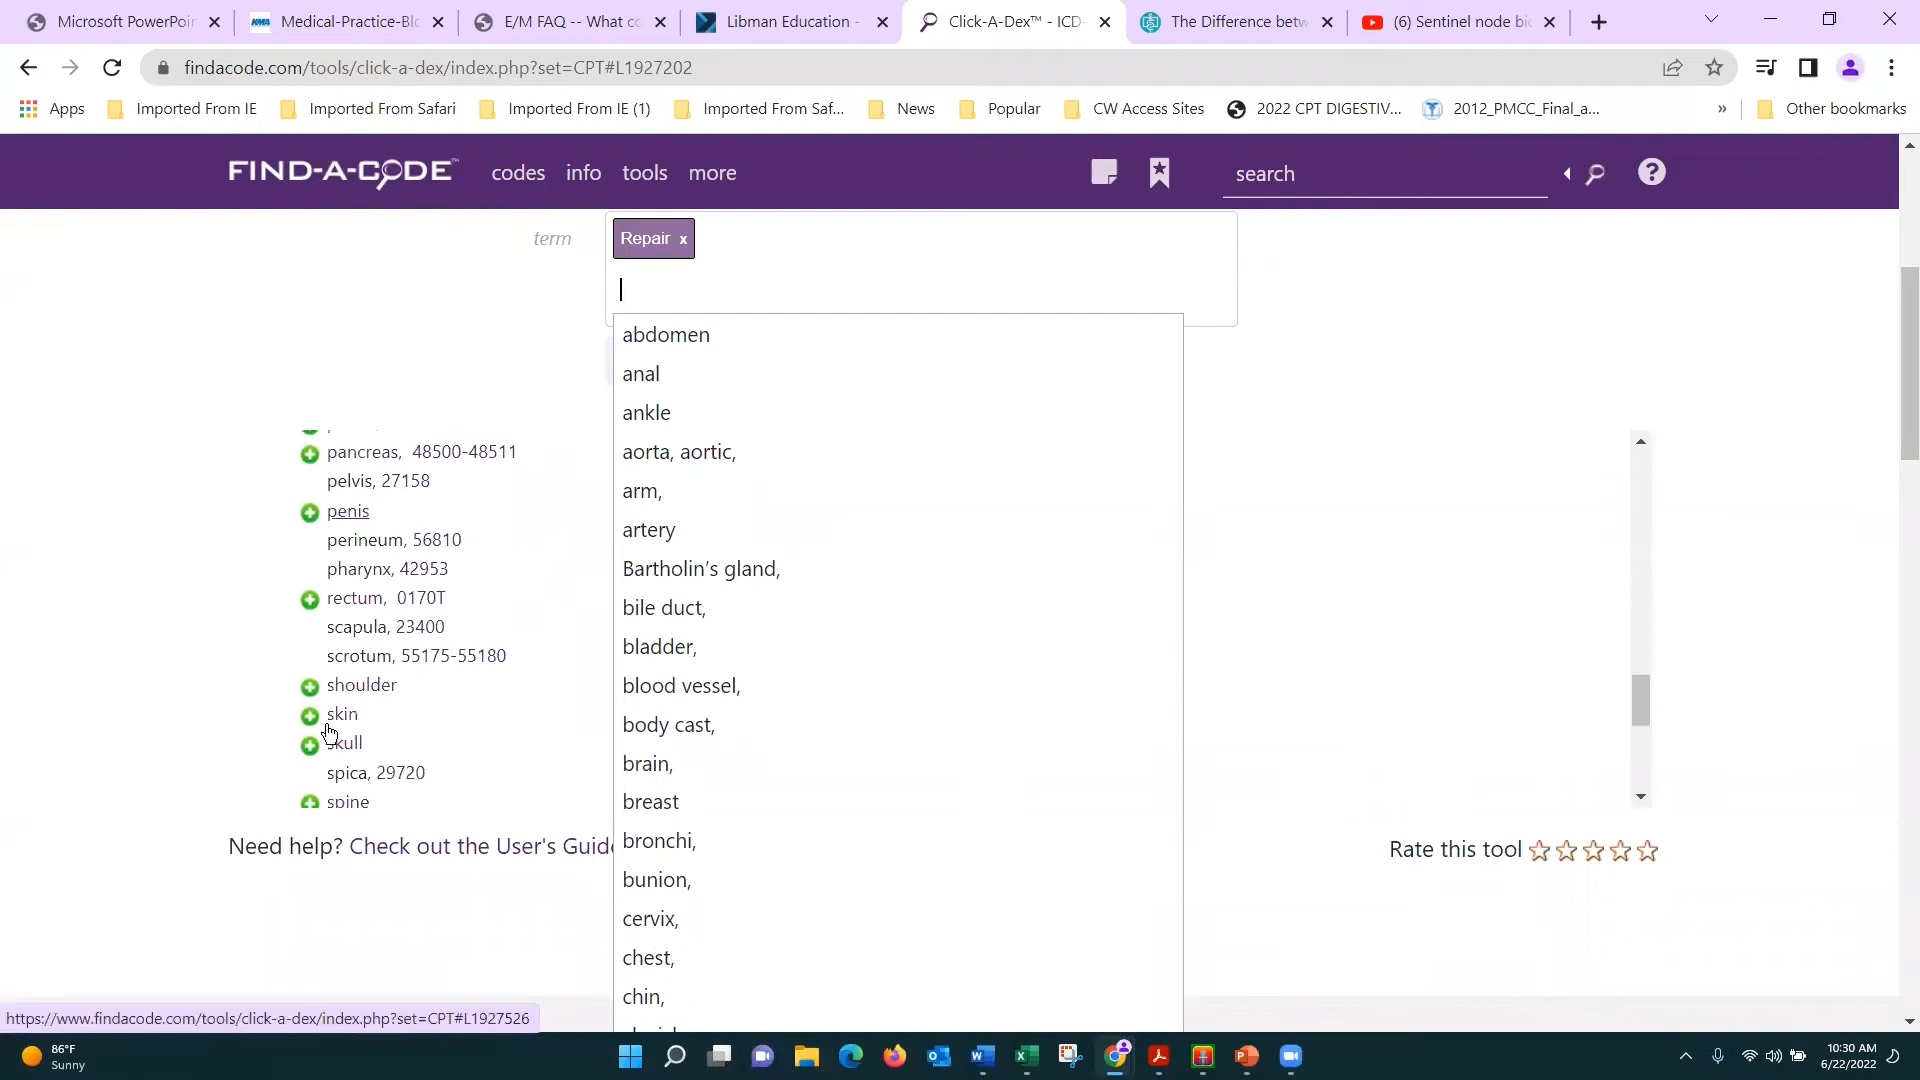 Microsoft PowerPoin
Medical-Practice-Blo
E/M FAQ -- What co
Libman Education -
Click-A-Dex™ - ICD-
The Difference betw
(6) Sentinel node bio
findacode.com/tools/click-a-dex/index.php?set=CPT#L1927202
Apps
Imported From IE
Imported From Safari
Imported From IE (1)
Imported From Saf...
News
Popular
CW Access Sites
2022 CPT DIGESTIV...
2012_PMCC_Final_a...
»
Other bookmarks
FIND-A-CODE™
codes
info
tools
more
search
term
Repair x
abdomen
anal
ankle
aorta, aortic,
arm,
artery
Bartholin’s gland,
bile duct,
bladder,
blood vessel,
body cast,
brain,
breast
bronchi,
bunion,
cervix,
chest,
chin,
pancreas, 48500-48511
pelvis, 27158
penis
perineum, 56810
pharynx, 42953
rectum, 0170T
scapula, 23400
scrotum, 55175-55180
shoulder
skin
skull
spica, 29720
spine
Need help? Check out the User's Guide
Rate this tool
https://www.findacode.com/tools/click-a-dex/index.php?set=CPT#L1927526
86°F
Sunny
10:30 AM
6/22/2022